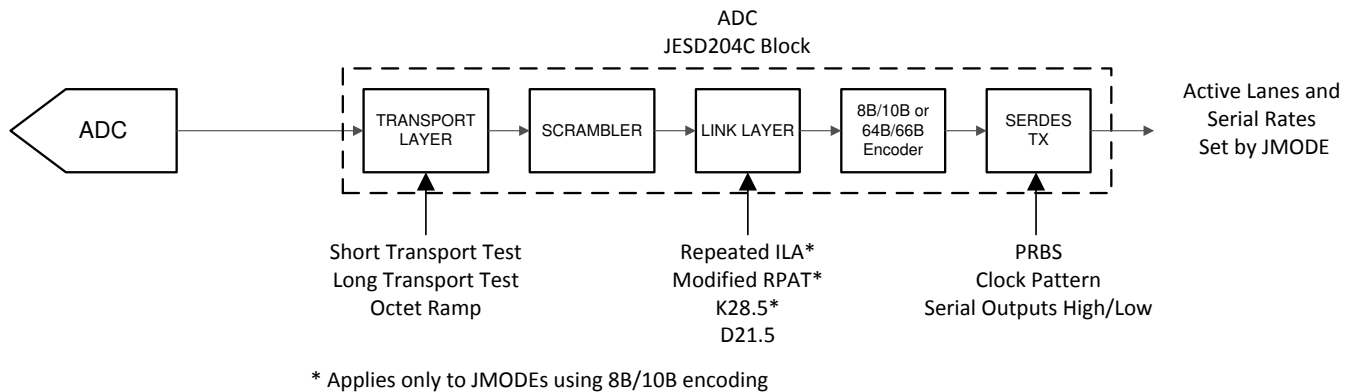 ADC
JESD204C Block
ADC
TRANSPORT
LAYER
SCRAMBLER
LINK LAYER
8B/10B or
64B/66B
Encoder
SERDES
TX
Active Lanes and
Serial Rates
Set by JMODE
Short Transport Test
Long Transport Test
Octet Ramp
Repeated ILA*
Modified RPAT*
K28.5*
D21.5
PRBS
Clock Pattern
Serial Outputs High/Low
* Applies only to JMODEs using 8B/10B encoding